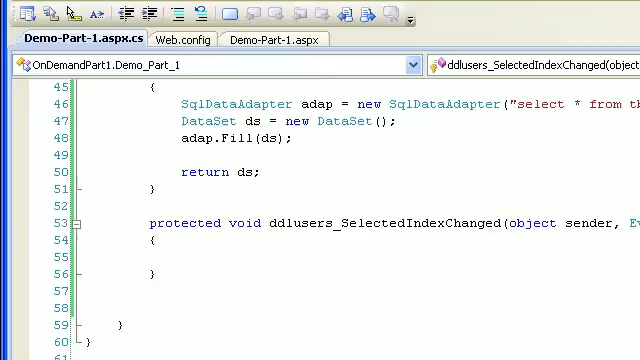 Demo-Part-1.aspx.cs Web.config Demo-Part-1.aspx
OnDemandPart1.Demo_Part_1 ddlusers_SelectedIndexChanged(object
45 {
46 SqlDataAdapter adap = new SqlDataAdapter("select * from
47 DataSet ds = new DataSet();
48 adap.Fill(ds);
49
50 return ds;
51 }
52
53 protected void ddlusers_SelectedIndexChanged(object sender,
54 {
55
56 }
57
58
59 }
60 }
61